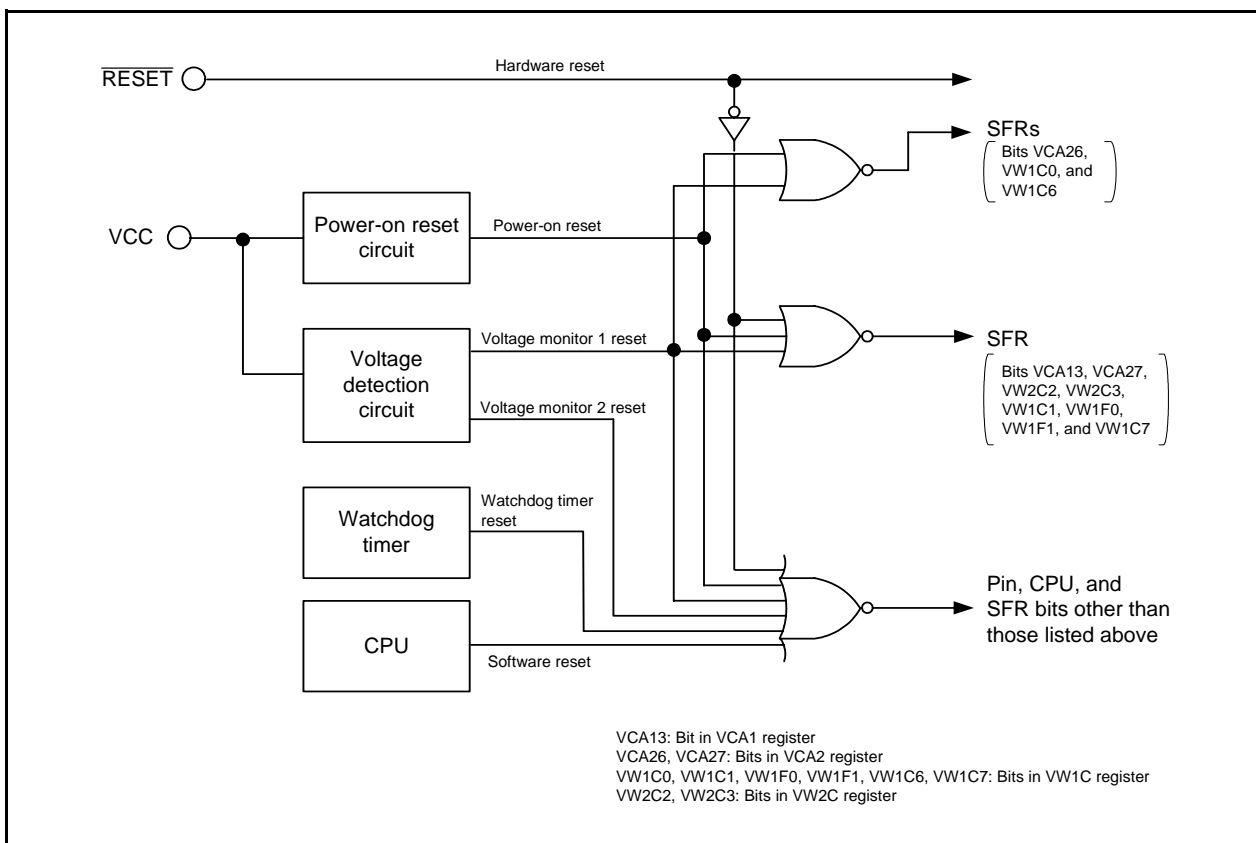 RESET
Hardware reset
SFRs
Bits VCA26,
VW1C0, and
VW1C6
VCC
Power-on reset
circuit
Power-on reset
Voltage
detection
circuit
Voltage monitor 1 reset
Voltage monitor 2 reset
SFR
Bits VCA13, VCA27,
VW2C2, VW2C3,
VW1C1, VW1F0,
VW1F1, and VW1C7
Watchdog
timer
Watchdog timer
reset
CPU
Software reset
Pin, CPU, and
SFR bits other than
those listed above
VCA13: Bit in VCA1 register
VCA26, VCA27: Bits in VCA2 register
VW1C0, VW1C1, VW1F0, VW1F1, VW1C6, VW1C7: Bits in VW1C register
VW2C2, VW2C3: Bits in VW2C register